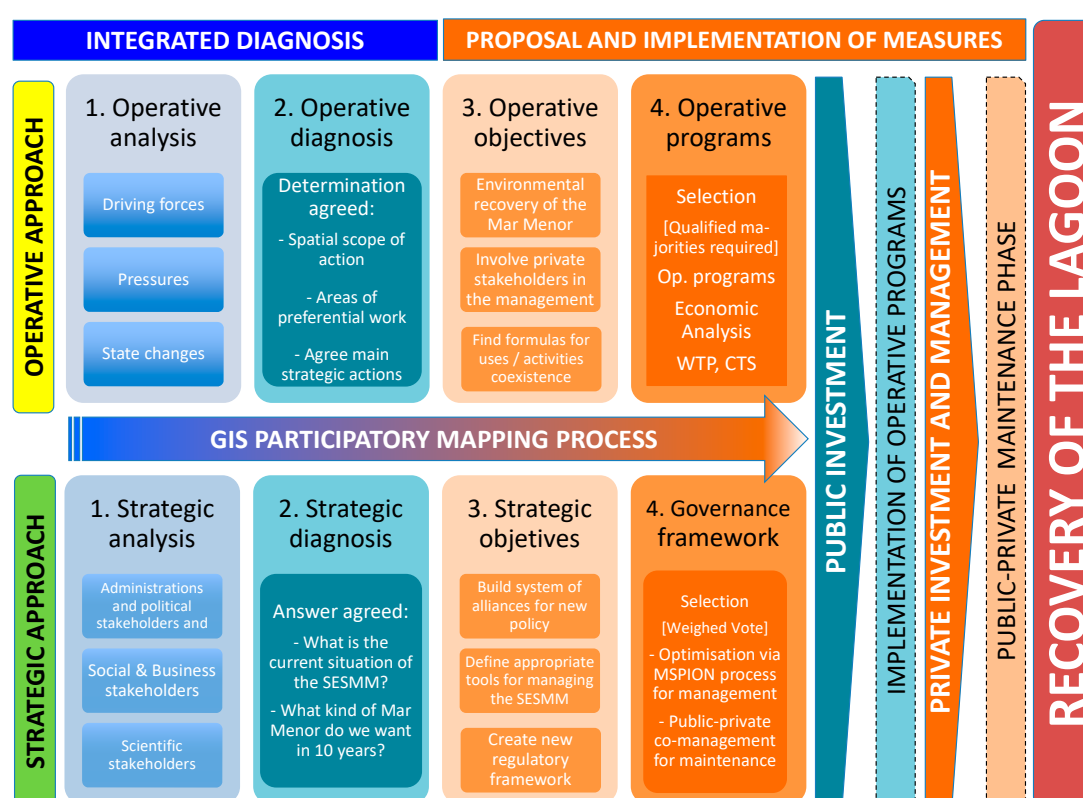 INTEGRATED DIAGNOSIS
PROPOSAL AND IMPLEMENTATION OF MEASURES
OPERATIVE APPROACH
1. Operative
analysis
Driving forces
Pressures
State changes
2. Operative
diagnosis
Determination
agreed:
- Spatial scope of
action
- Areas of
preferential work
- Agree main
strategic actions
3. Operative
objectives
Environmental
recovery of the
Mar Menor
Involve private
stakeholders in
the management
Find formulas for
uses / activities
coexistence
4. Operative
programs
Selection
[Qualified ma-
jorities required]
Op. programs
Economic
Analysis
WTP, CTS
GIS PARTICIPATORY MAPPING PROCESS
STRATEGIC APPROACH
1. Strategic
analysis
Administrations
and political
stakeholders and
Social & Business
stakeholders
Scientific
stakeholders
2. Strategic
diagnosis
Answer agreed:
- What is the
current situation of
the SESMM?
- What kind of Mar
Menor do we want
in 10 years?
3. Strategic
objetives
Build system of
alliances for new
policy
Define appropriate
tools for managing
the SESMM
Create new
regulatory
framework
4. Governance
framework
Selection
[Weighed Vote]
- Optimisation via
MSPION process
for management
- Public-private
co-management
for maintenance
PUBLIC INVESTMENT
IMPLEMENTATION OF OPERATIVE PROGRAMS
PRIVATE INVESTMENT AND MANAGEMENT
PUBLIC-PRIVATE MAINTENANCE PHASE
RECOVERY OF THE LAGOON